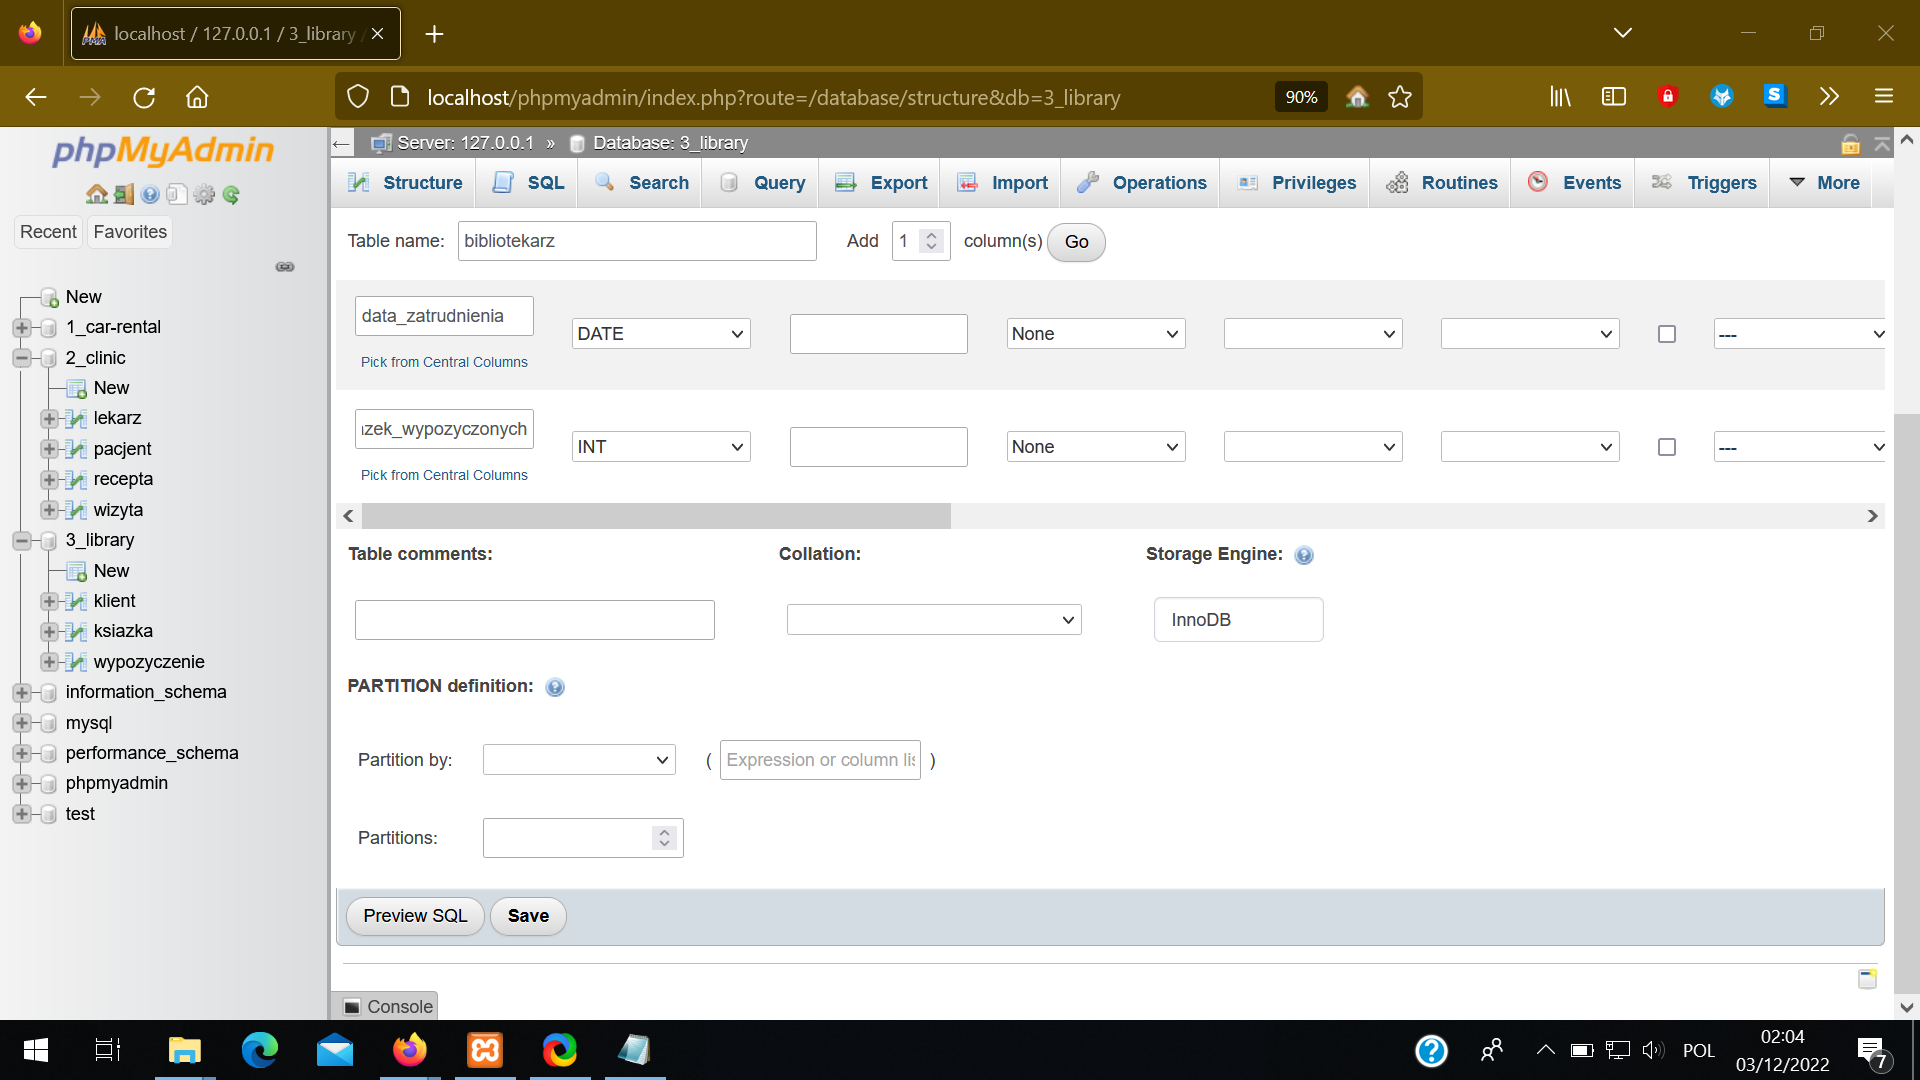 localhost / 127.0.0.1 / 3_library /
localhost/phpmyadmin/index.php?route=/database/structure&db=3_library
90%
phpMyAdmin
Recent
Favorites
New
1_car-rental
2_clinic
New
lekarz
pacjent
recepta
wizyta
3_library
New
klient
ksiazka
wypozyczenie
information_schema
mysql
performance_schema
phpmyadmin
test
Server: 127.0.0.1 » Database: 3_library
Structure SQL Search Query Export Import Operations Privileges Routines Events Triggers More
Table name: bibliotekarz Add 1 column(s) Go
data_zatrudnienia DATE None ---
Pick from Central Columns
zek_wypozyczonych INT None ---
Pick from Central Columns
Table comments: Collation: Storage Engine:
InnoDB
PARTITION definition:
Partition by: ( Expression or column lis )
Partitions:
Preview SQL Save
Console
POL
02:04
03/12/2022
7